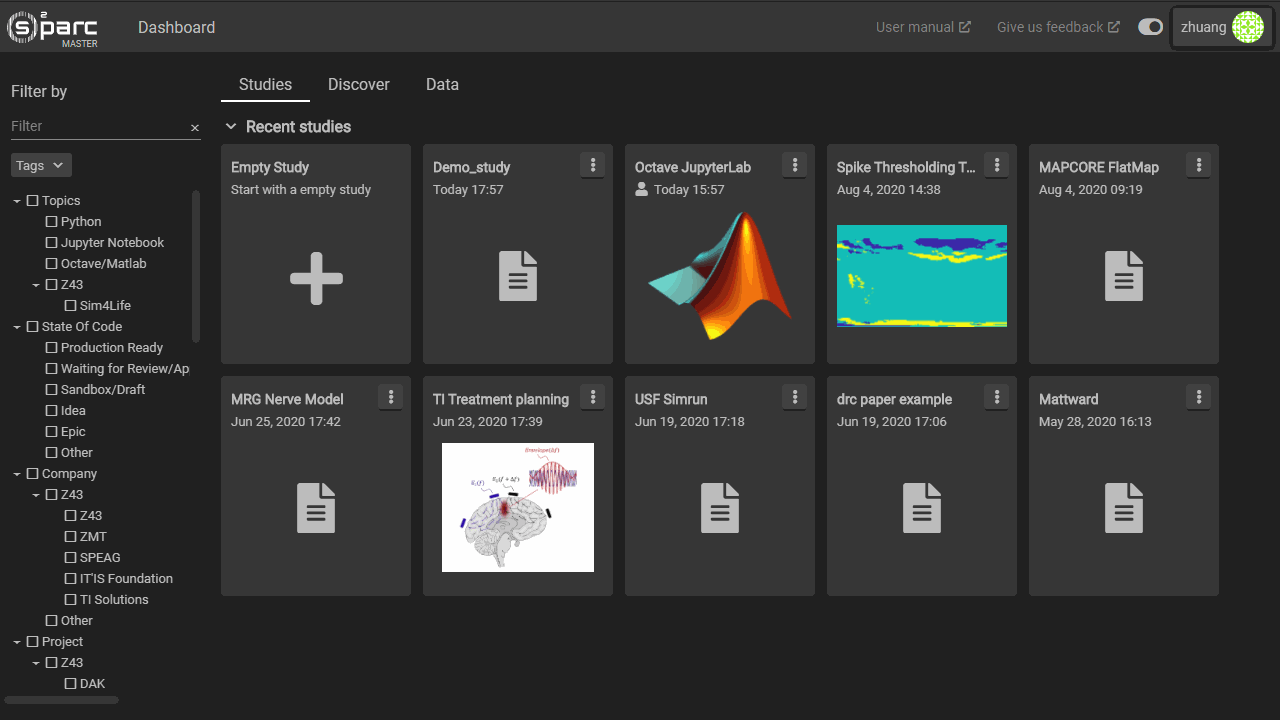 s2parc
MASTER
Dashboard
User manual
Give us feedback
zhuang
Filter by
Filter
Tags
Topics
Python
Jupyter Notebook
Octave/Matlab
Z43
Sim4Life
State Of Code
Production Ready
Waiting for Review/Ap
Sandbox/Draft
Idea
Epic
Other
Company
Z43
Z43
ZMT
SPEAG
IT'IS Foundation
TI Solutions
Other
Project
Z43
DAK
Studies
Discover
Data
Recent studies
Empty Study
Start with a empty study
Demo_study
Today 17:57
Octave JupyterLab
Today 15:57
Spike Thresholding T...
Aug 4, 2020 14:38
MAPCORE FlatMap
Aug 4, 2020 09:19
MRG Nerve Model
Jun 25, 2020 17:42
TI Treatment planning
Jun 23, 2020 17:39
USF Simrun
Jun 19, 2020 17:18
drc paper example
Jun 19, 2020 17:06
Mattward
May 28, 2020 16:13